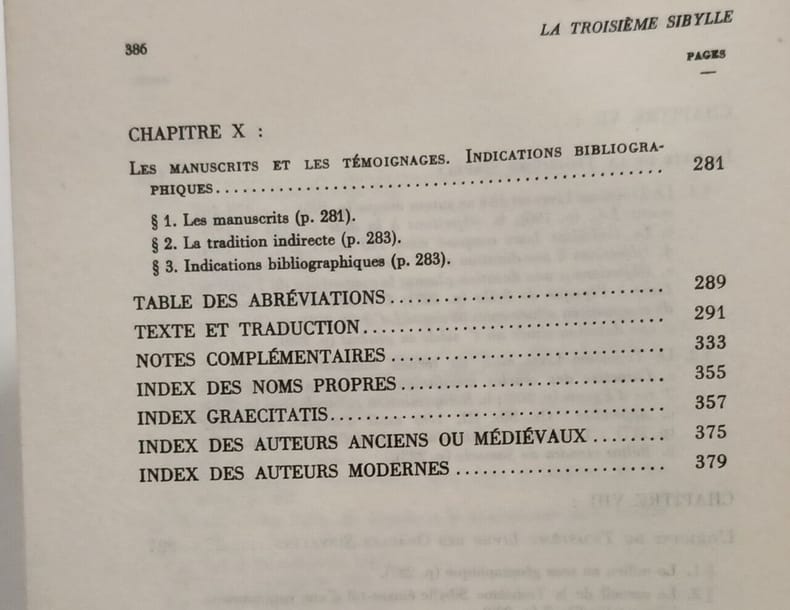 386
LA TROISIÈME SIBYLLE
PAGES
CHAPITRE X :
LES MANUSCRITS ET LES TÉMOIGNAGES. INDICATIONS BIBLIOGRA-
PHIQUES........................................ 281
§ 1. Les manuscrits (p. 281).
§ 2. La tradition indirecte (p. 283).
§ 3. Indications bibliographiques (p. 283).
TABLE DES ABRÉVIATIONS........................ 289
TEXTE ET TRADUCTION.......................... 291
NOTES COMPLÉMENTAIRES........................ 333
INDEX DES NOMS PROPRES....................... 355
INDEX GRAECITATIS............................. 357
INDEX DES AUTEURS ANCIENS OU MÉDIÉVAUX........ 375
INDEX DES AUTEURS MODERNES.................. 379